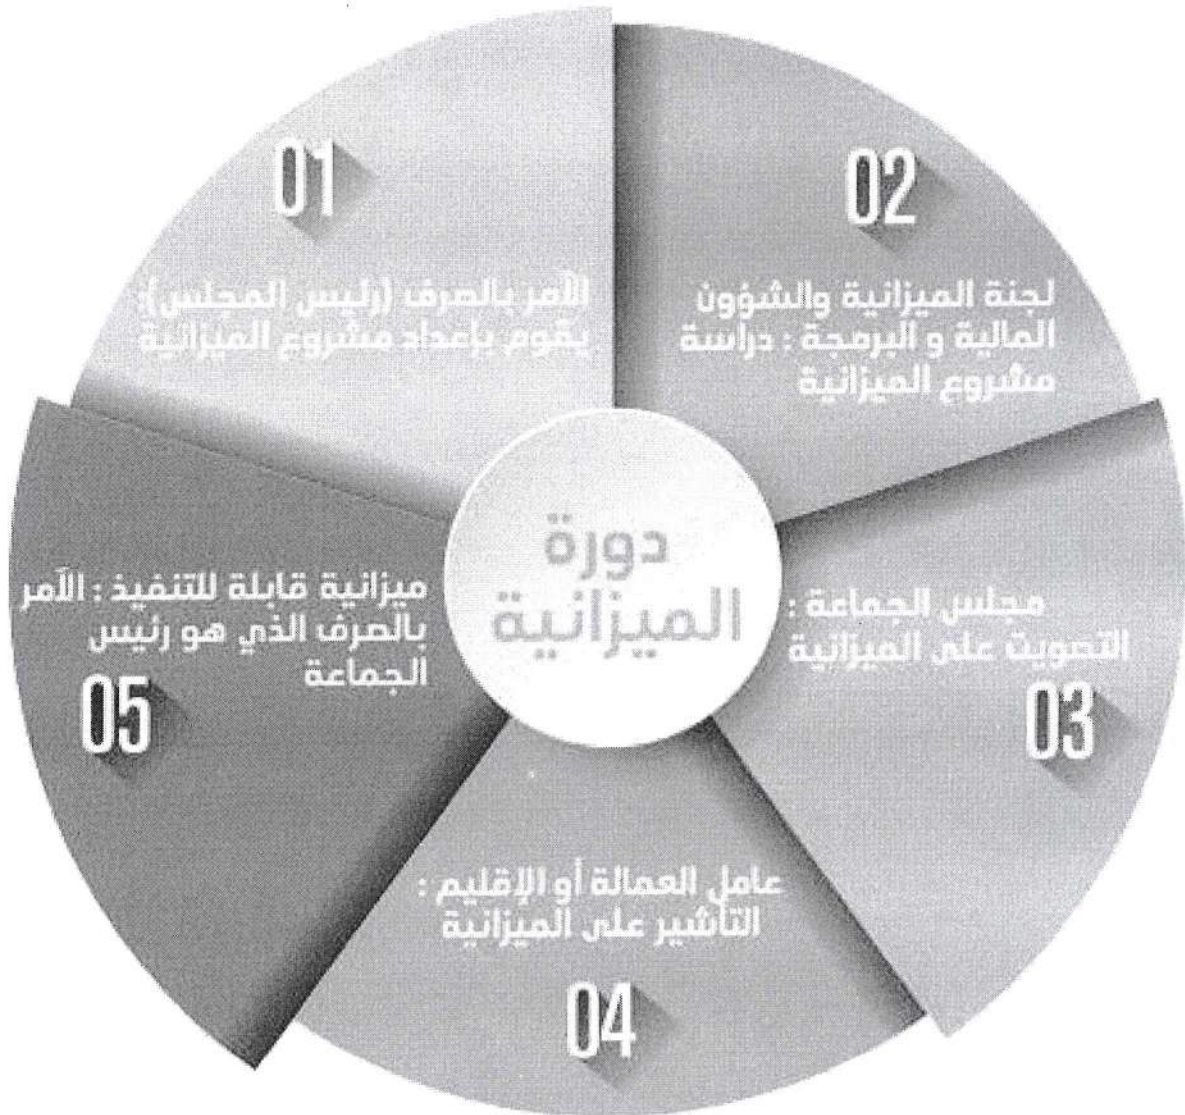 دورة
الميزانية
01
الآمر بالصرف (رئيس المجلس):
يقوم بإعداد مشروع الميزانية
02
لجنة الميزانية والشؤون
المالية و البرمجة : دراسة
مشروع الميزانية
مجلس الجماعة :
التصويت على الميزانية
03
عامل العمالة أو الإقليم :
التأشير على الميزانية
04
ميزانية قابلة للتنفيذ : الآمر
بالصرف الذي هو رئيس
الجماعة
05